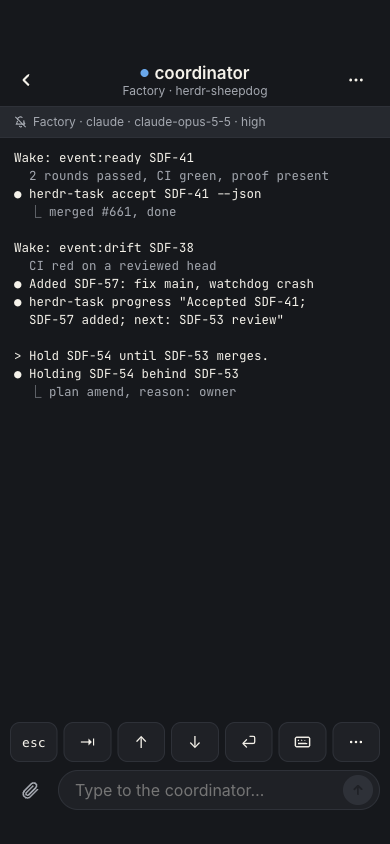 coordinator
Factory · herdr-sheepdog
Factory · claude · claude-opus-5-5 · high
Wake: event:ready SDF-41
2 rounds passed, CI green, proof present
● herdr-task accept SDF-41 --json
⎿ merged #661, done
Wake: event:drift SDF-38
CI red on a reviewed head
● Added SDF-57: fix main, watchdog crash
● herdr-task progress "Accepted SDF-41;
SDF-57 added; next: SDF-53 review"
> Hold SDF-54 until SDF-53 merges.
● Holding SDF-54 behind SDF-53
⎿ plan amend, reason: owner
esc
Type to the coordinator...